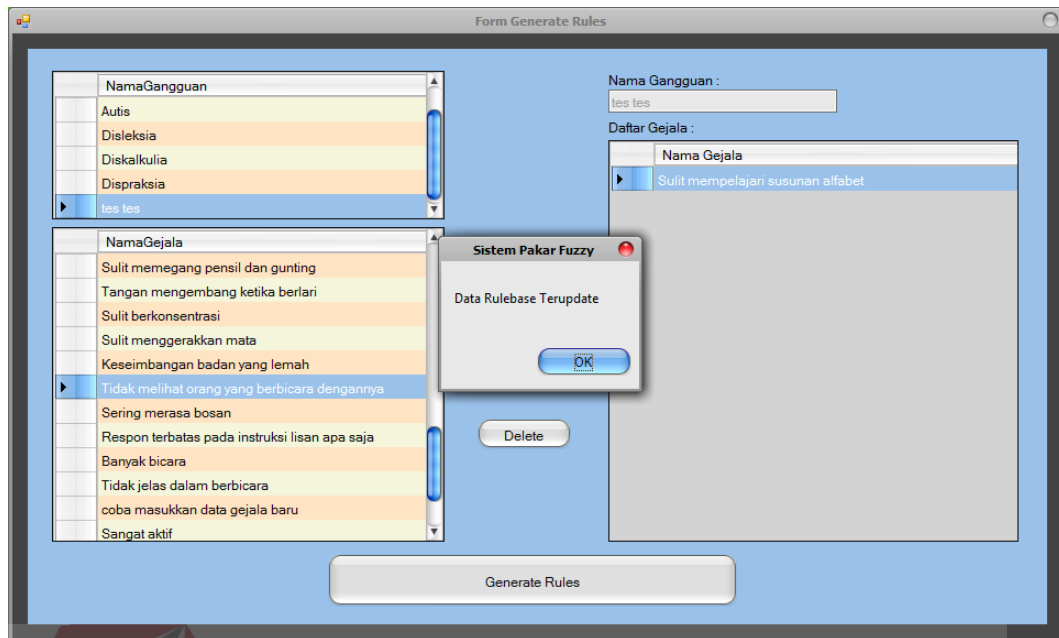 Form Generate Rules
NamaGangguan
Autis
Disleksia
Diskalkulia
Dispraksia
tes tes
NamaGejala
Sulit memegang pensil dan gunting
Tangan mengembang ketika berlari
Sulit berkonsentrasi
Sulit menggerakkan mata
Keseimbangan badan yang lemah
Tidak melihat orang yang berbicara dengannya
Sering merasa bosan
Respon terbatas pada instruksi lisan apa saja
Banyak bicara
Tidak jelas dalam berbicara
coba masukkan data gejala baru
Sangat aktif
Nama Gangguan :
tes tes
Daftar Gejala :
Nama Gejala
Sulit mempelajari susunan alfabet
Sistem Pakar Fuzzy
Data Rulebase Terupdate
OK
Delete
Generate Rules